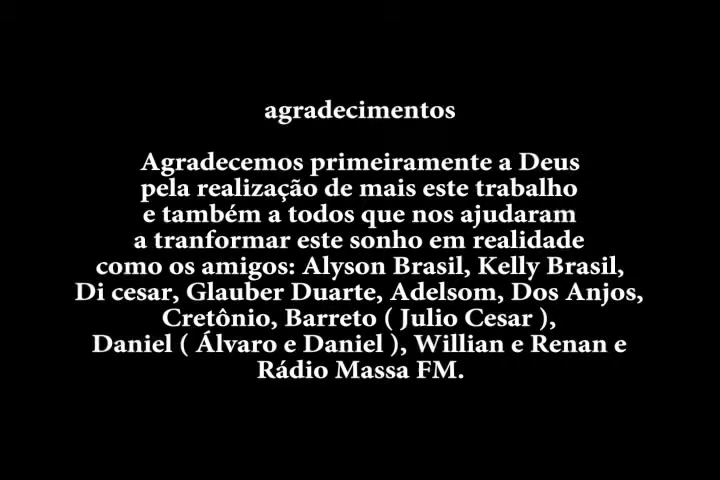 agradecimentos
Agradecemos primeiramente a Deus
pela realização de mais este trabalho
e também a todos que nos ajudaram
a tranformar este sonho em realidade
como os amigos: Alyson Brasil, Kelly Brasil,
Di cesar, Glauber Duarte, Adelsom, Dos Anjos,
Cretônio, Barreto ( Julio Cesar ),
Daniel ( Álvaro e Daniel ), Willian e Renan e
Rádio Massa FM.